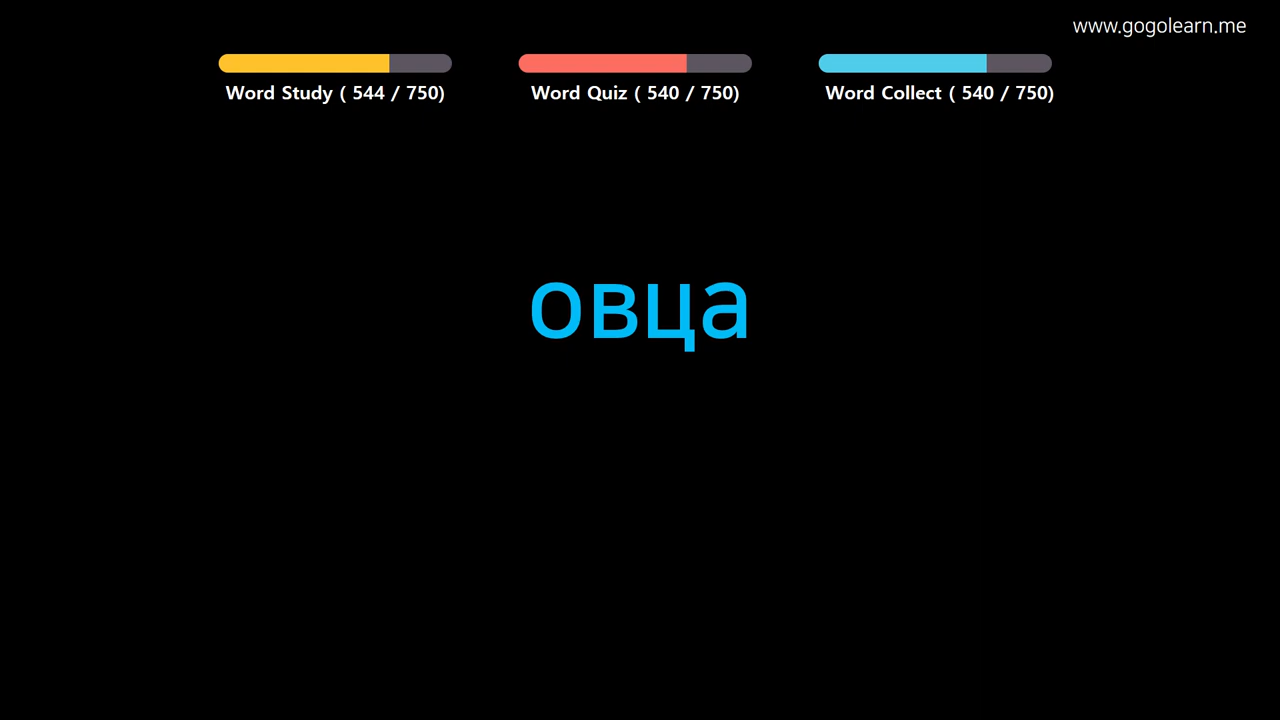 www.gogolearn.me
Word Study ( 544 / 750)
Word Quiz ( 540 / 750)
Word Collect ( 540 / 750)
овца